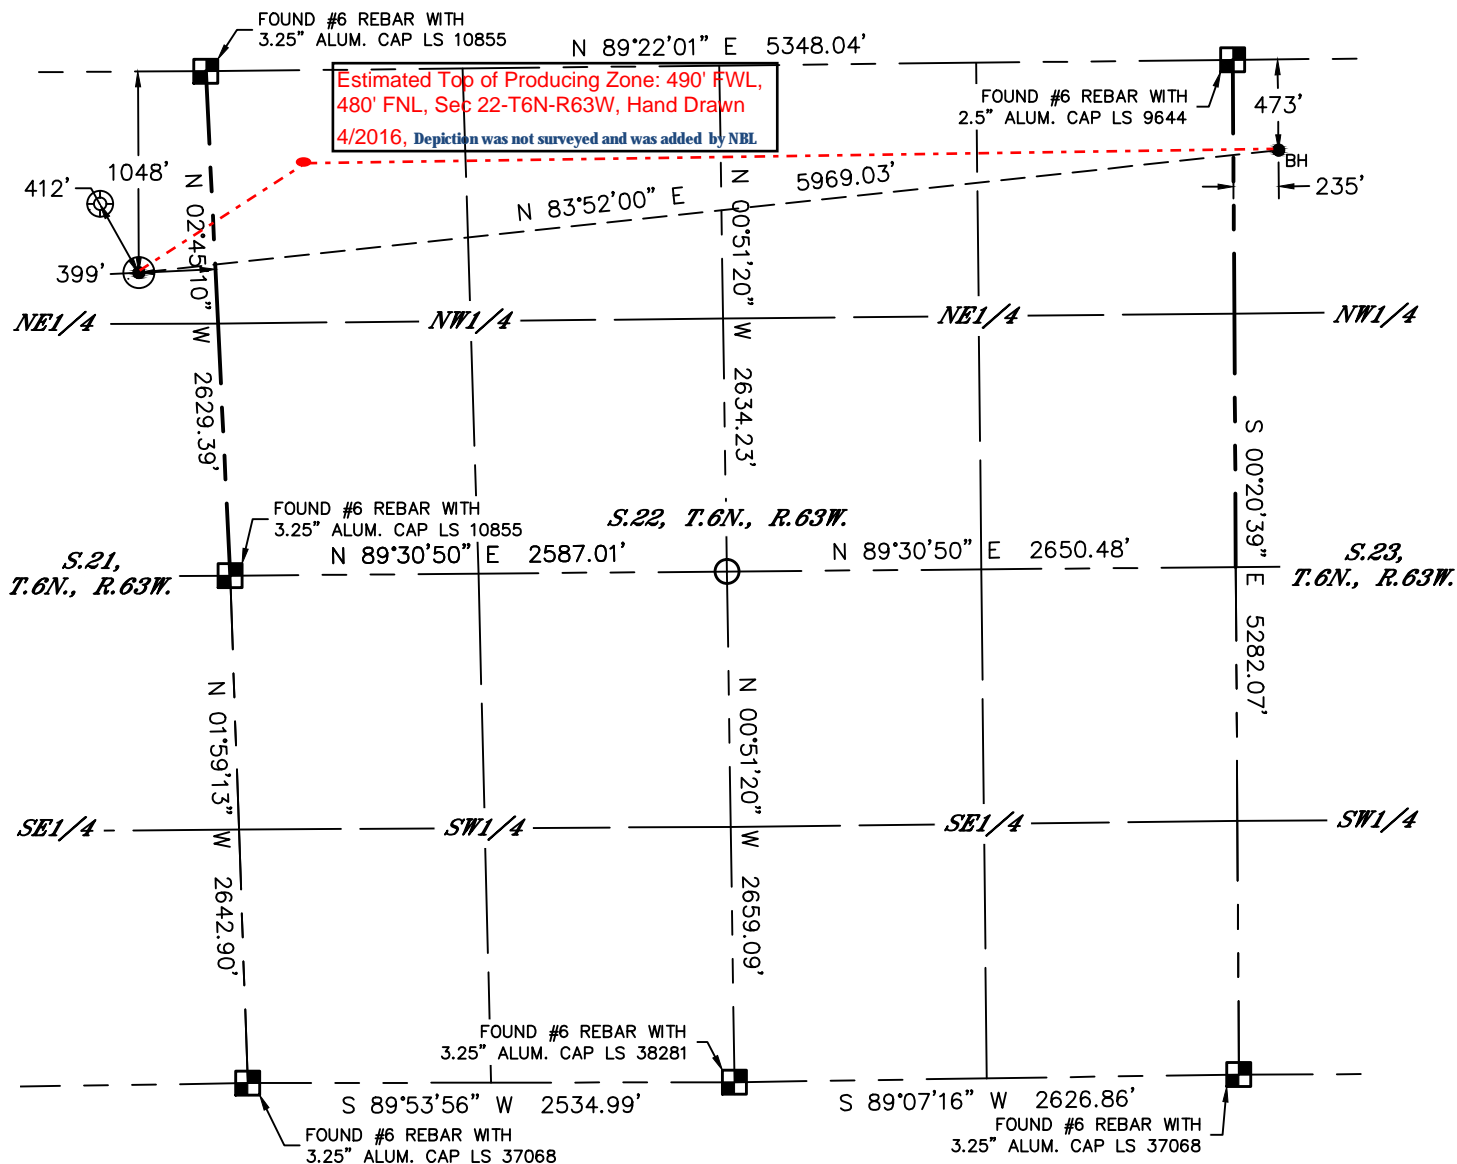 FOUND #6 REBAR WITH
3.25” ALUM. CAP LS 10855
N 89°22'01” E 5348.04'
Estimated Top of Producing Zone: 490' FWL,
480' FNL, Sec 22-T6N-R63W, Hand Drawn
4/2016, Depiction was not surveyed and was added by NBL
FOUND #6 REBAR WITH
2.5” ALUM. CAP LS 9644
473'
BH
235'
1048'
412'
399'
N 02°45'10” W 2629.39'
N 83°52'00” E 5969.03'
N 00°51'20” W 2634.23'
NE1/4
NW1/4
NE1/4
NW1/4
S 00°20'39” E 5282.07'
FOUND #6 REBAR WITH
3.25” ALUM. CAP LS 10855
S.22, T.6N., R.63W.
N 89°30'50” E 2587.01'
N 89°30'50” E 2650.48'
S.21,
T.6N., R.63W.
S.23,
T.6N., R.63W.
N 01°59'13” W 2642.90'
N 00°51'20” W 2659.09'
SE1/4
SW1/4
SE1/4
SW1/4
FOUND #6 REBAR WITH
3.25” ALUM. CAP LS 38281
S 89°53'56” W 2534.99'
S 89°07'16” W 2626.86'
FOUND #6 REBAR WITH
3.25” ALUM. CAP LS 37068
FOUND #6 REBAR WITH
3.25” ALUM. CAP LS 37068